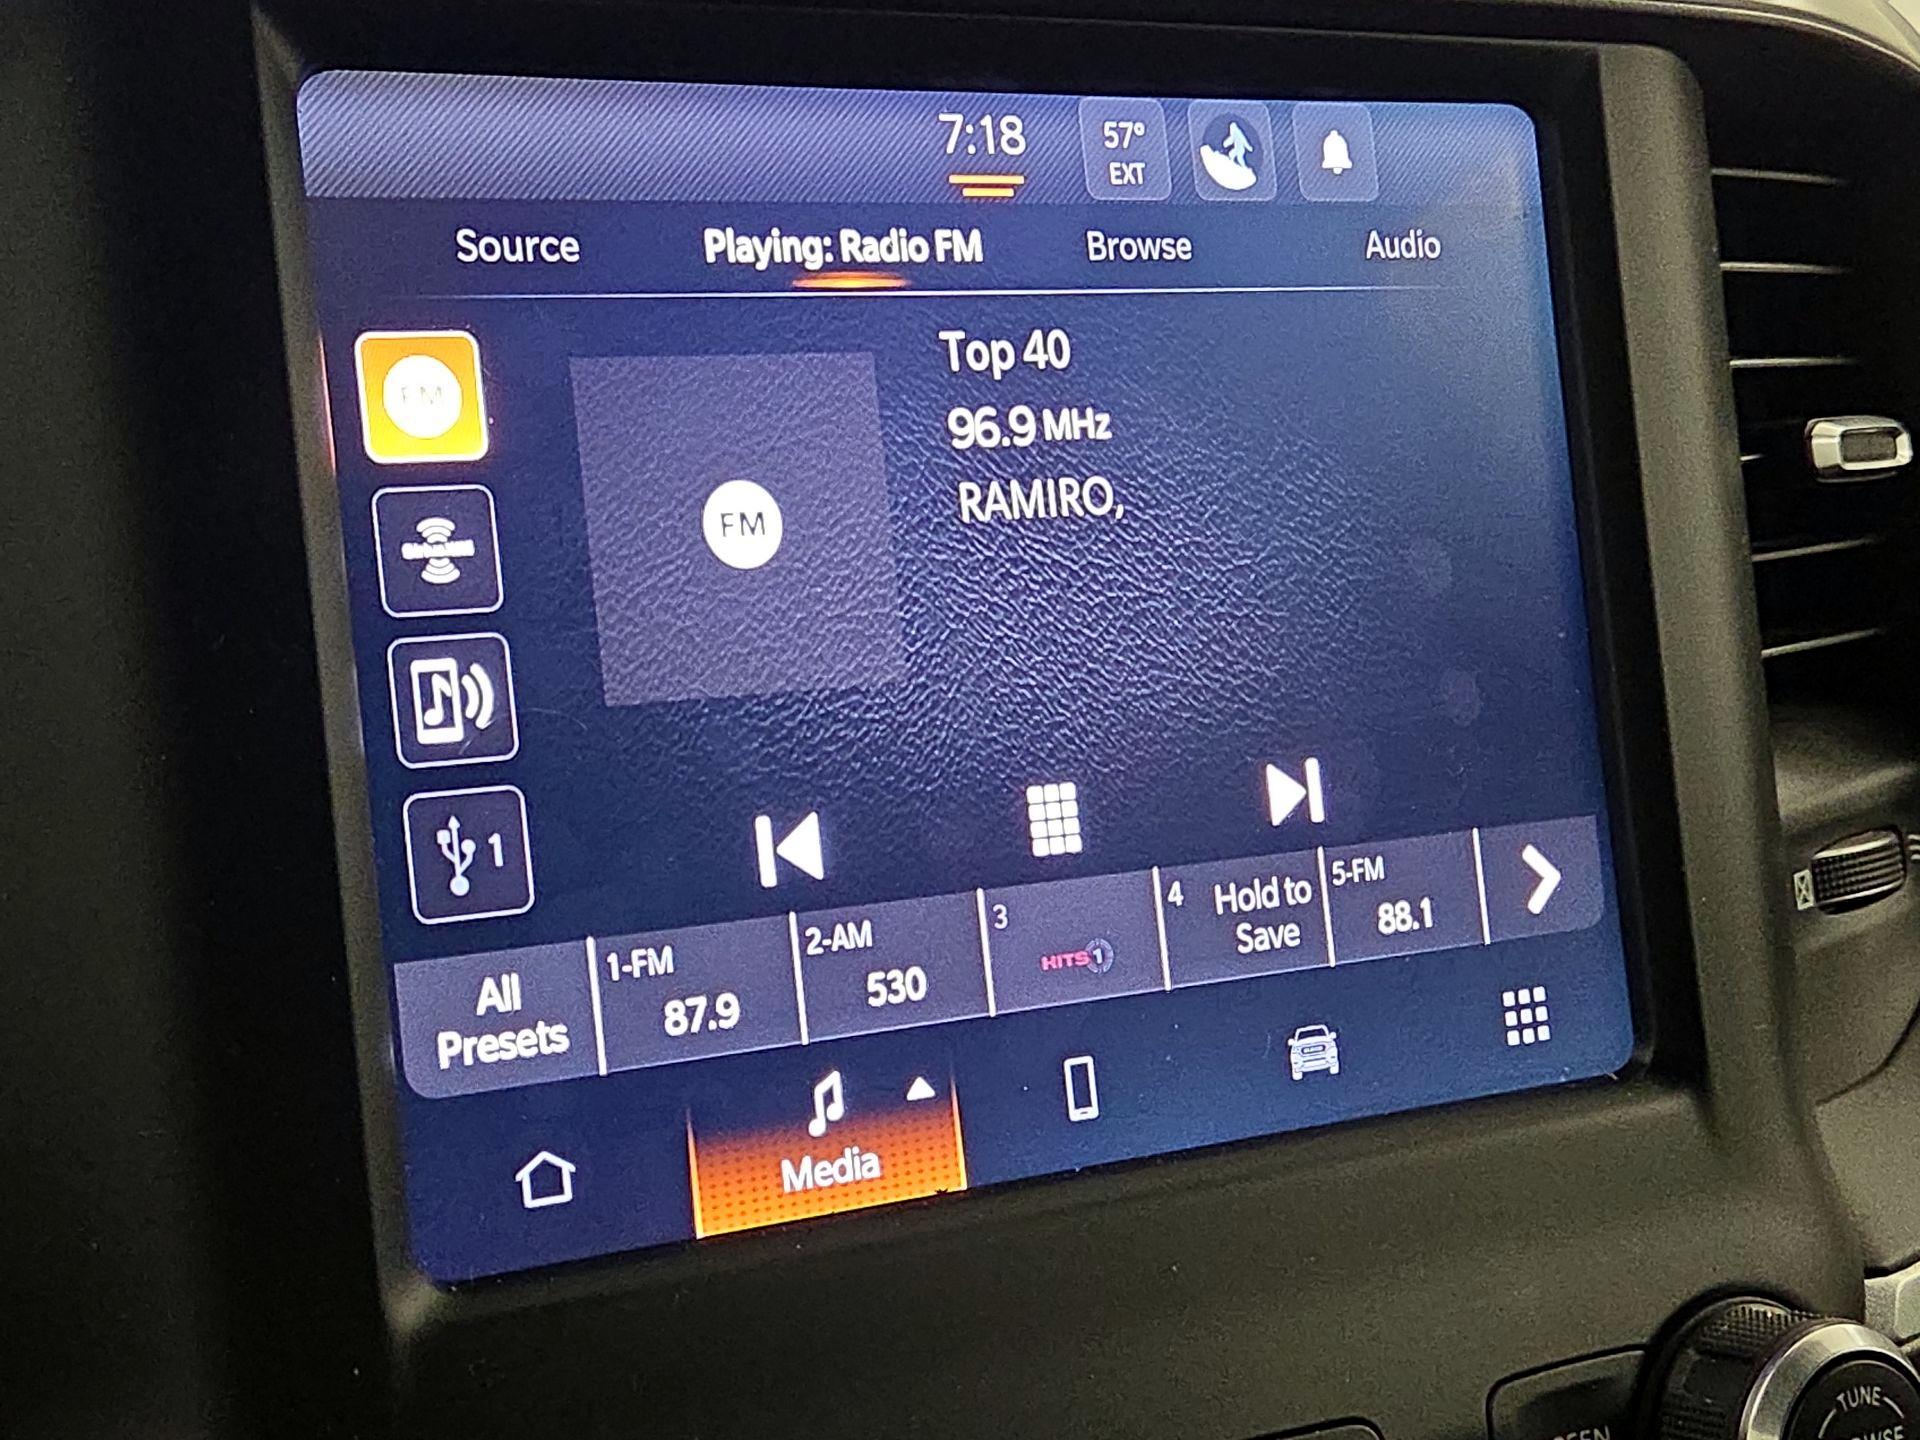 7:18
57°
EXT
Source
Playing: Radio FM
Browse
Audio
FM
Top 40
96.9 MHz
RAMIRO,
FM
1
All
Presets
1-FM
87.9
2-AM
530
3
HITS1
4
Hold to
Save
5-FM
88.1
Media
TUNE